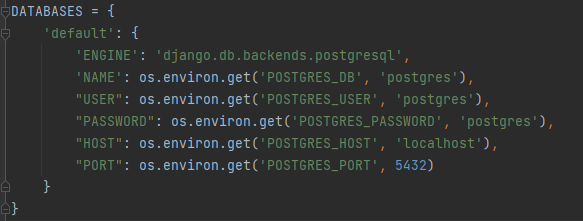 DATABASES = {
    'default': {
        'ENGINE': 'django.db.backends.postgresql',
        'NAME': os.environ.get('POSTGRES_DB', 'postgres'),
        "USER": os.environ.get('POSTGRES_USER', 'postgres'),
        "PASSWORD": os.environ.get('POSTGRES_PASSWORD', 'postgres'),
        "HOST": os.environ.get('POSTGRES_HOST', 'localhost'),
        "PORT": os.environ.get('POSTGRES_PORT', 5432)
    }
}